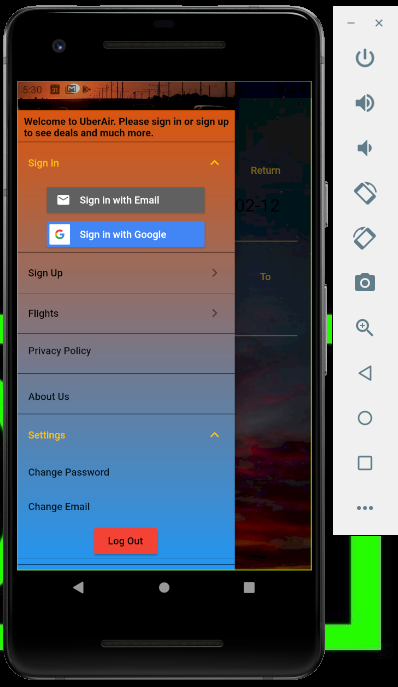 5:30
Welcome to UberAir. Please sign in or sign up
to see deals and much more.
Sign In
Return
Sign in with Email
02-12
G Sign in with Google
Sign Up
To
Flights
Privacy Policy
About Us
Settings
Change Password
Change Email
Log Out